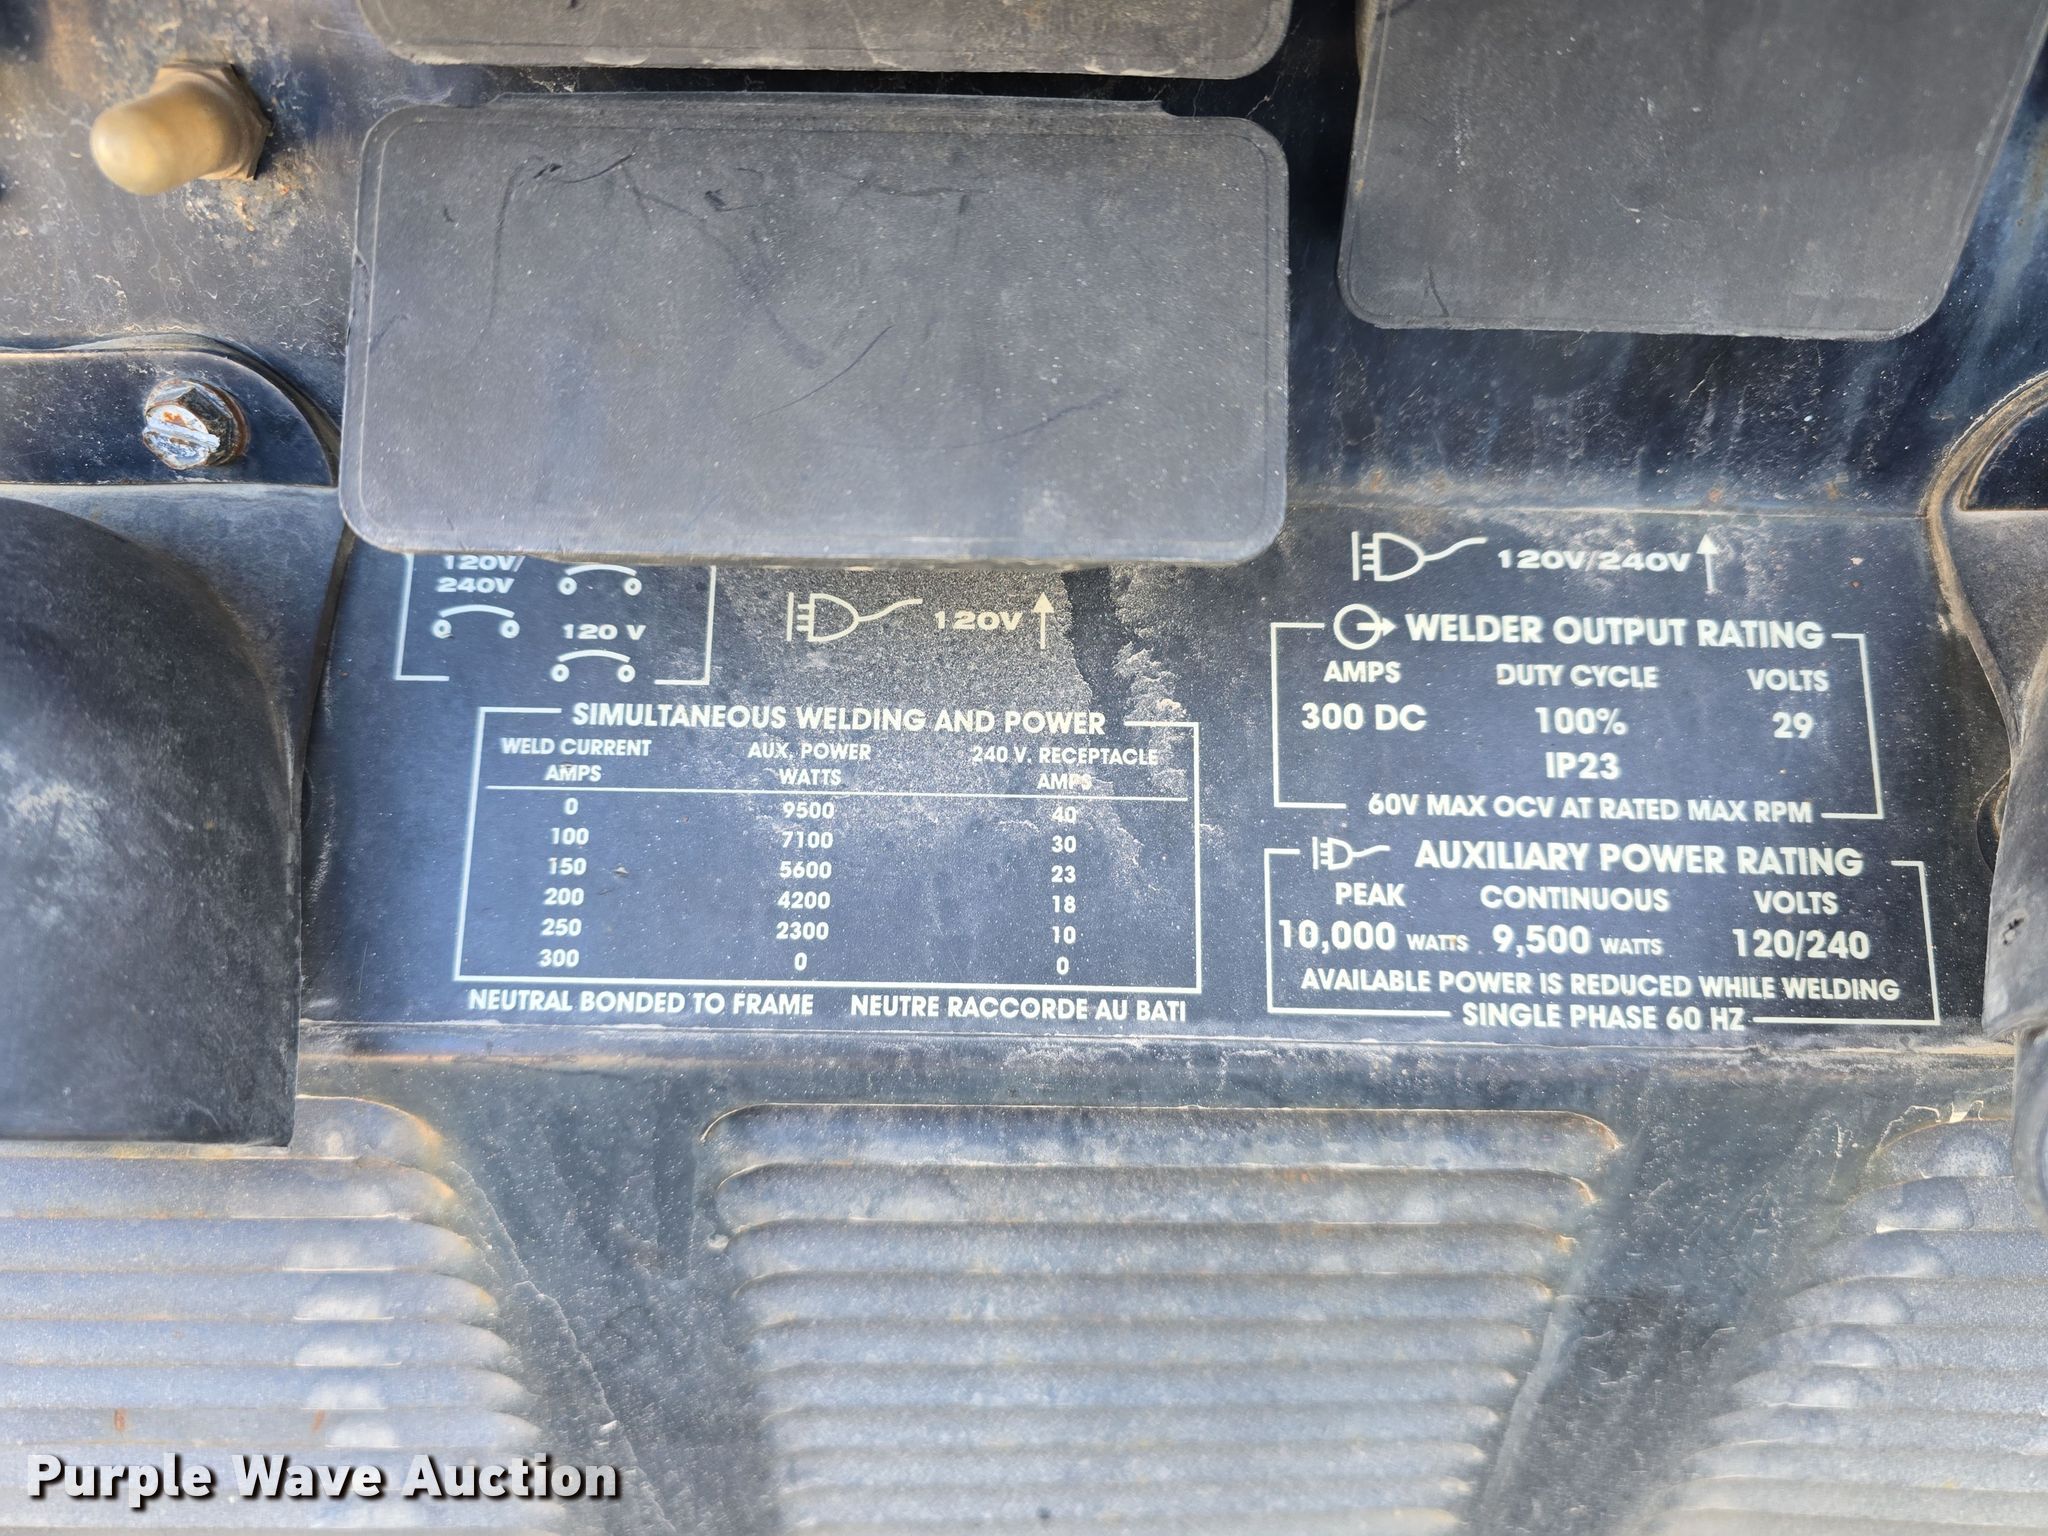 120V/
240V
120 V
120V
SIMULTANEOUS WELDING AND POWER
WELD CURRENT AMPS AUX. POWER WATTS 240 V. RECEPTACLE AMPS
0 9500 40
100 7100 30
150 5600 23
200 4200 18
250 2300 10
300 0 0
NEUTRAL BONDED TO FRAME NEUTRE RACCORDE AU BATI
120V/240V
WELDER OUTPUT RATING
AMPS DUTY CYCLE VOLTS
300 DC 100% 29
IP23
60V MAX OCV AT RATED MAX RPM
AUXILIARY POWER RATING
PEAK CONTINUOUS VOLTS
10,000 WATTS 9,500 WATTS 120/240
AVAILABLE POWER IS REDUCED WHILE WELDING
SINGLE PHASE 60 HZ
Purple Wave Auction